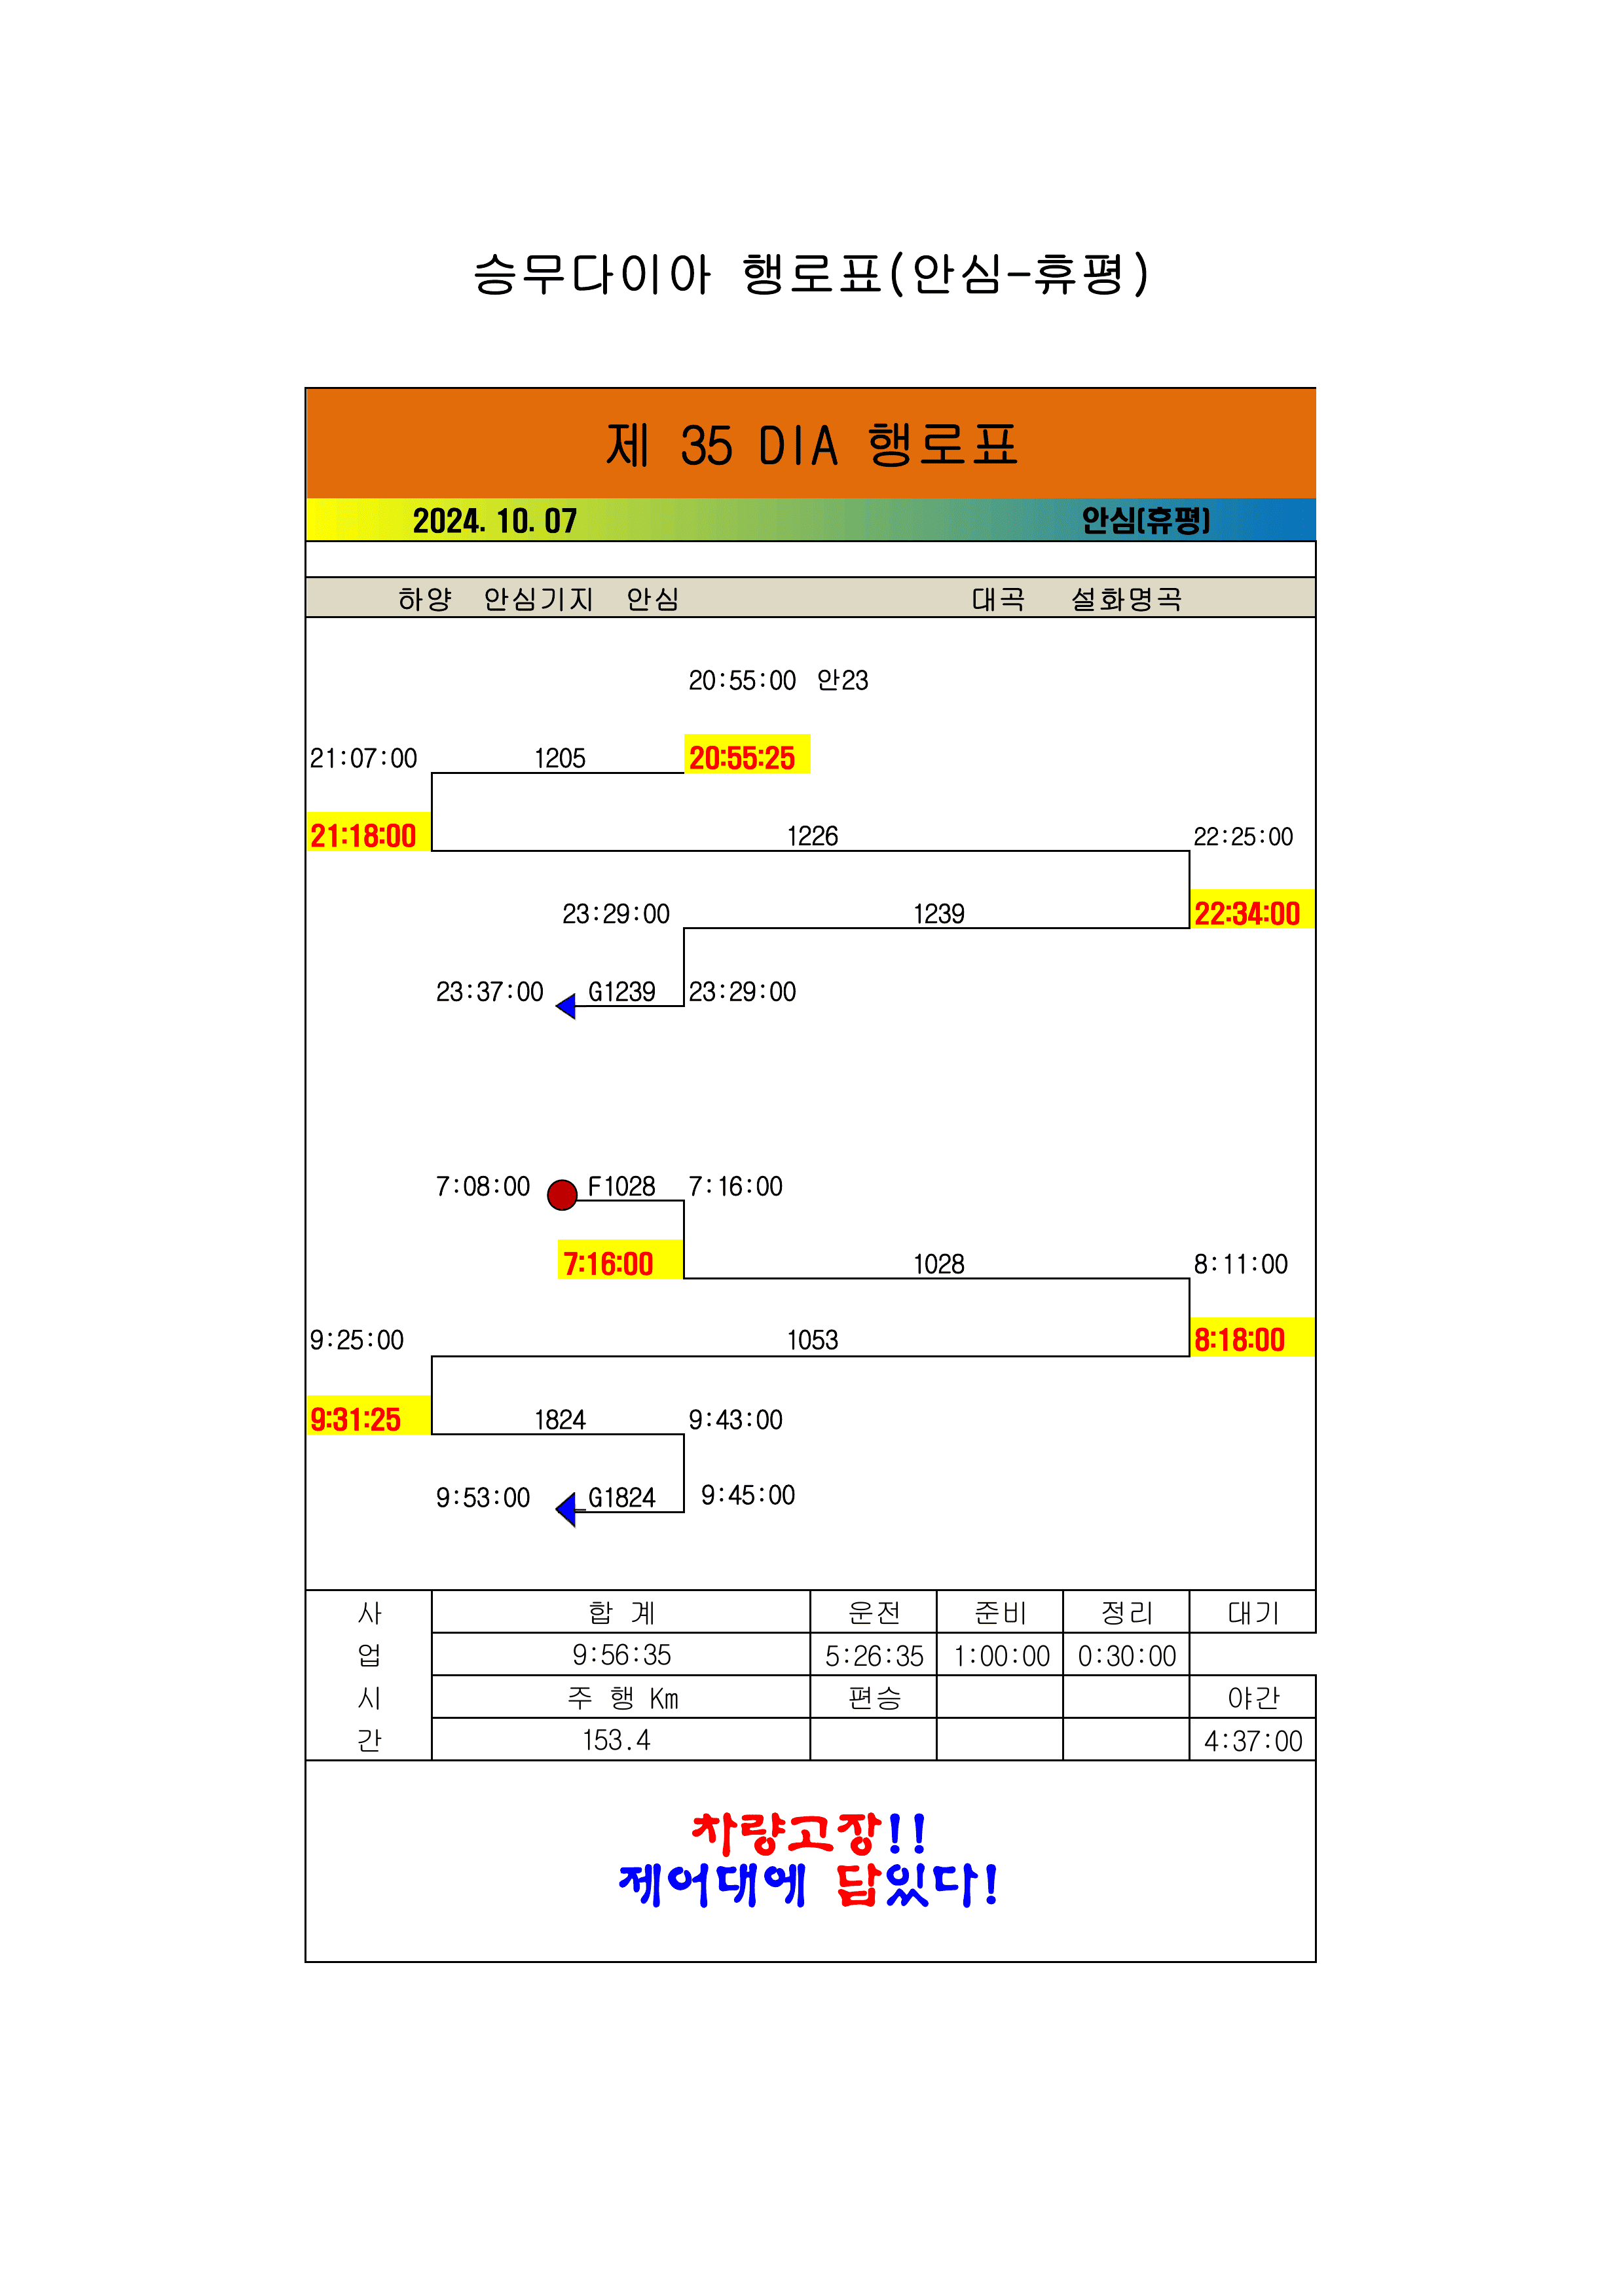 승무다이아 행로표(안심-휴평)
제 35 DIA 행로표
2024. 10. 07 안심(휴평)
하양 안심기지 안심 대곡 설화명곡
20:55:00 안23
21:07:00 1205 20:55:25
21:18:00 1226 22:25:00
23:29:00 1239 22:34:00
23:37:00 G1239 23:29:00
7:08:00 F1028 7:16:00
7:16:00 1028 8:11:00
9:25:00 1053 8:18:00
9:31:25 1824 9:43:00
9:53:00 G1824 9:45:00
사 합 계 운전 준비 정리 대기
업 9:56:35 5:26:35 1:00:00 0:30:00
시 주 행 Km 편승 야간
간 153.4 4:37:00
차량고장!!
제어대에 답있다!